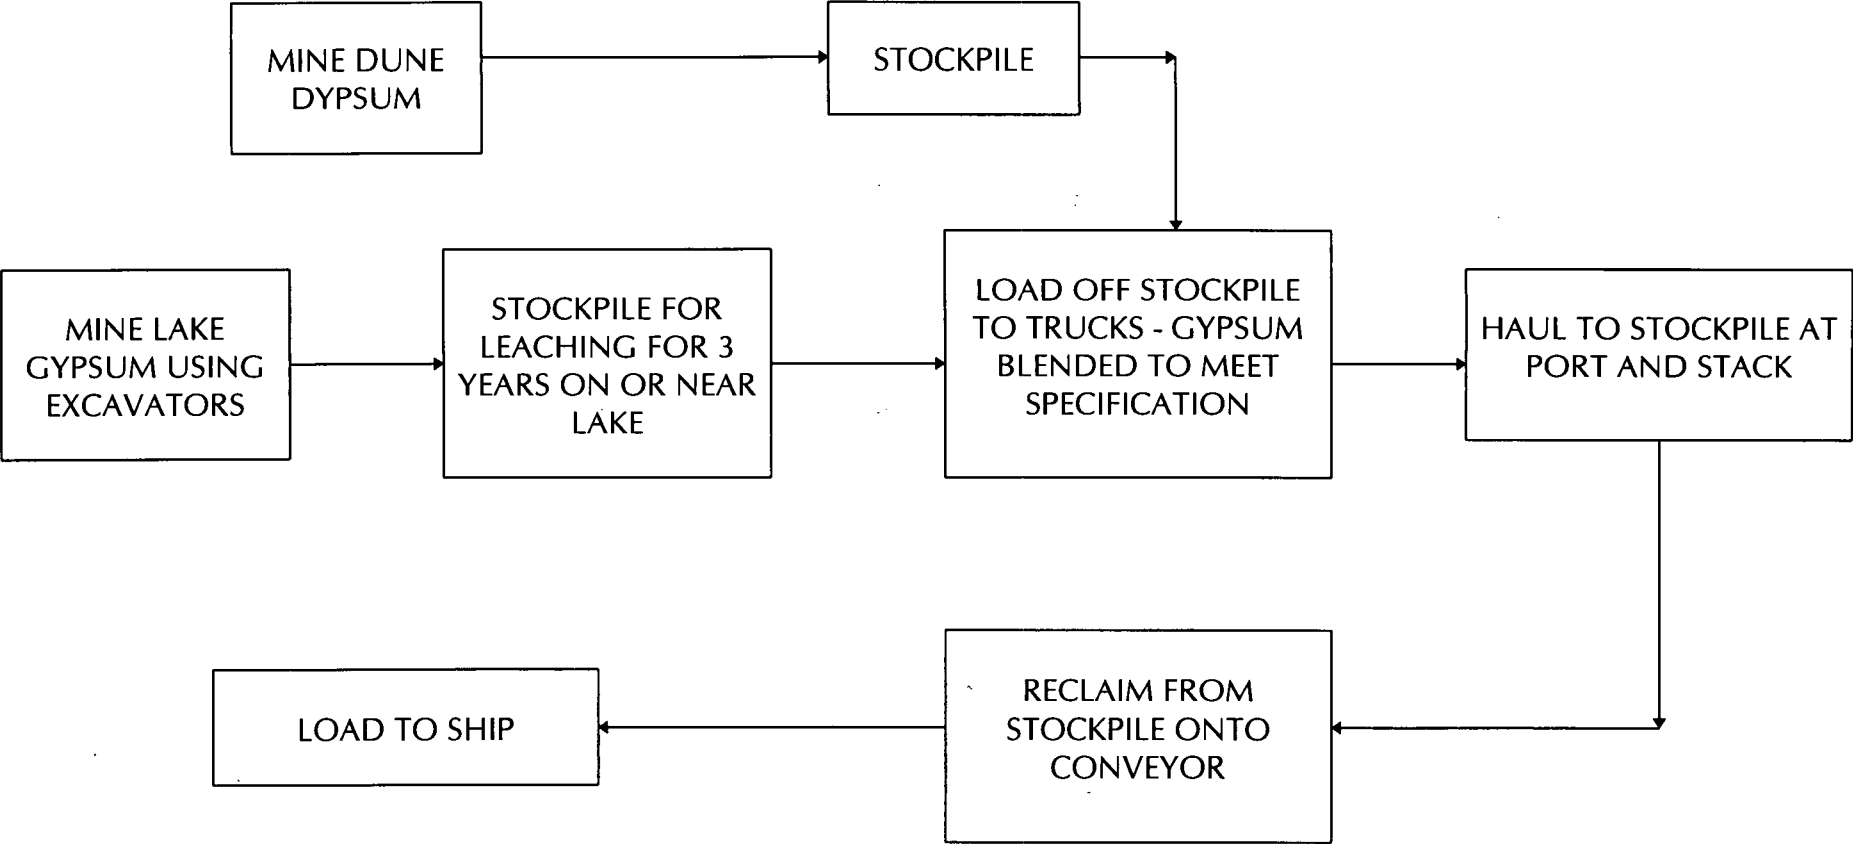 MINE DUNE
DYPSUM
STOCKPILE
MINE LAKE
GYPSUM USING
EXCAVATORS
STOCKPILE FOR
LEACHING FOR 3
YEARS ON OR NEAR
LAKE
LOAD OFF STOCKPILE
TO TRUCKS - GYPSUM
BLENDED TO MEET
SPECIFICATION
HAUL TO STOCKPILE AT
PORT AND STACK
RECLAIM FROM
STOCKPILE ONTO
CONVEYOR
LOAD TO SHIP